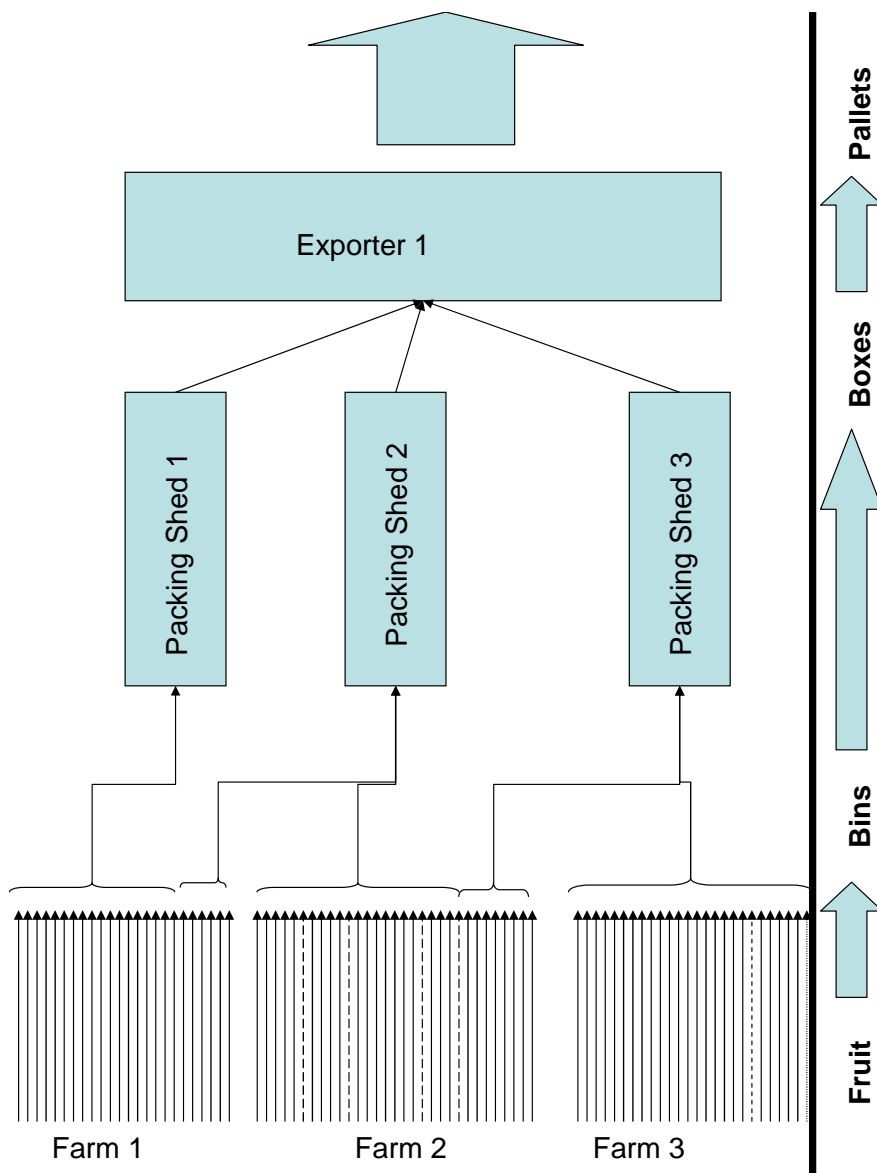 Exporter 1
Packing Shed 1
Packing Shed 2
Packing Shed 3
Farm 1
Farm 2
Farm 3
Pallets
Boxes
Bins
Fruit